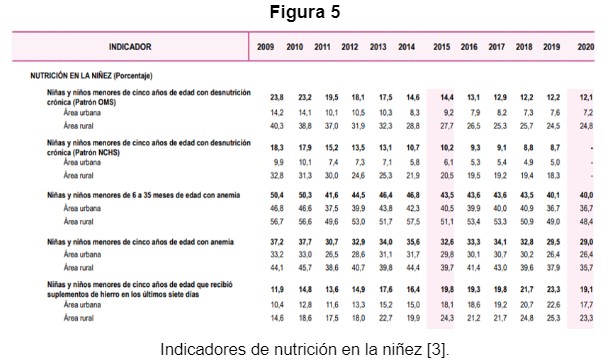 Figura 5
INDICADOR 2009 2010 2011 2012 2013 2014 2015 2016 2017 2018 2019 2020
NUTRICIÓN EN LA NIÑEZ (Porcentaje)
Niñas y niños menores de cinco años de edad con desnutrición
crónica (Patrón OMS) 23,8 23,2 19,5 18,1 17,5 14,6 14,4 13,1 12,9 12,2 12,2 12,1
Área urbana 14,2 14,1 10,1 10,5 10,3 8,3 9,2 7,9 8,2 7,3 7,6 7,2
Área rural 40,3 38,8 37,0 31,9 32,3 28,8 27,7 26,5 25,3 25,7 24,5 24,8
Niñas y niños menores de cinco años de edad con desnutrición
crónica (Patrón NCHS) 18,3 17,9 15,2 13,5 13,1 10,7 10,2 9,3 9,1 8,8 8,7 -
Área urbana 9,9 10,1 7,4 7,3 7,1 5,8 6,1 5,3 5,4 4,9 5,0 -
Área rural 32,8 31,3 30,0 24,6 25,3 21,9 20,5 19,5 19,2 19,4 18,3 -
Niñas y niños menores de 6 a 35 meses de edad con anemia 50,4 50,3 41,6 44,5 46,4 46,8 43,5 43,6 43,6 43,5 40,1 40,0
Área urbana 46,8 46,6 37,5 39,9 43,8 42,3 40,5 39,9 40,0 40,9 36,7 36,7
Área rural 56,7 56,6 49,6 53,0 51,7 57,5 51,1 53,4 53,3 50,9 49,0 48,4
Niñas y niños menores de cinco años de edad con anemia 37,2 37,7 30,7 32,9 34,0 35,6 32,6 33,3 34,1 32,8 29,5 29,0
Área urbana 33,2 33,0 26,5 28,6 31,1 31,7 29,8 30,1 30,7 30,2 26,4 26,4
Área rural 44,1 45,7 38,6 40,7 39,8 44,4 39,7 41,4 43,0 39,6 37,9 35,7
Niñas y niños menores de cinco años de edad que recibió
suplementos de hierro en los últimos siete días 11,9 14,8 13,6 14,9 17,6 16,4 19,8 19,3 19,8 21,7 23,3 19,1
Área urbana 10,4 12,8 11,6 13,3 15,2 15,0 18,1 18,6 19,2 20,7 22,6 17,7
Área rural 14,6 18,6 17,5 18,0 22,7 19,9 24,3 21,2 21,7 24,8 25,3 23,3
Indicadores de nutrición en la niñez [3].